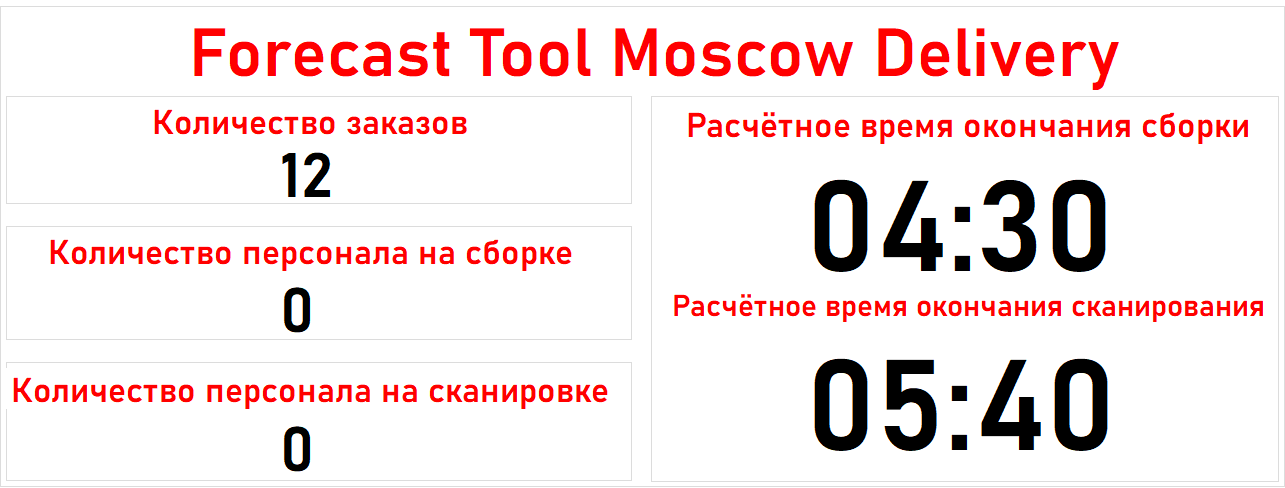 Forecast Tool Moscow Delivery
Количество заказов
12
Количество персонала на сборке
0
Количество персонала на сканировке
0
Расчётное время окончания сборки
04:30
Расчётное время окончания сканирования
05:40